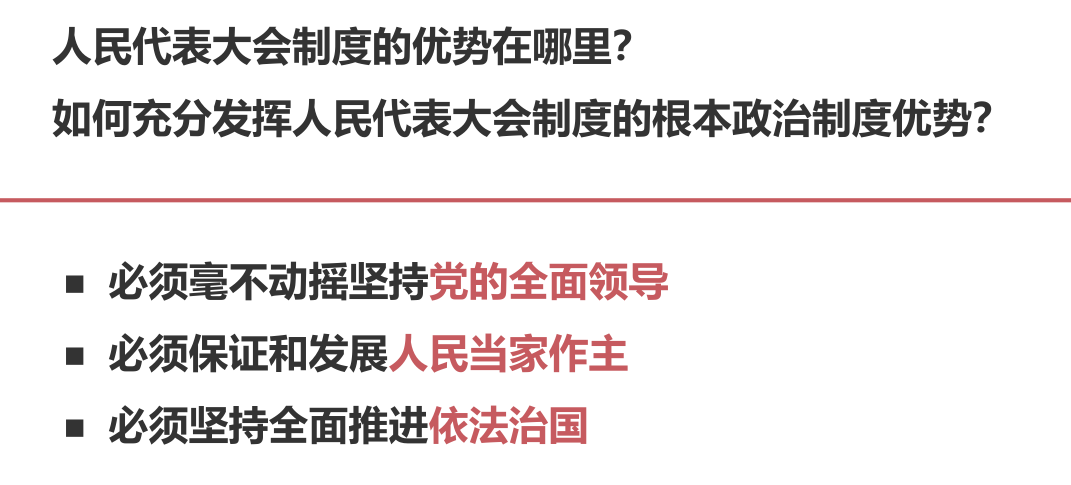 人民代表大会制度的优势在哪里？
如何充分发挥人民代表大会制度的根本政治制度优势？
■ 必须毫不动摇坚持党的全面领导
■ 必须保证和发展人民当家作主
■ 必须坚持全面推进依法治国